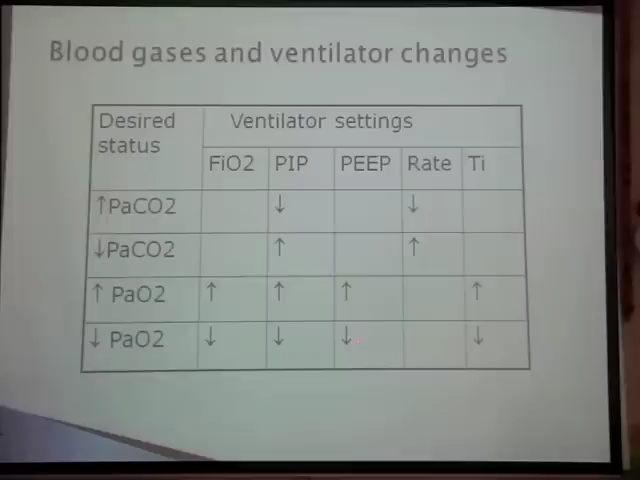 Blood gases and ventilator changes
Desired status
Ventilator settings
FiO2 PIP PEEP Rate Ti
↑PaCO2 ↓ ↓
↓PaCO2 ↑ ↑
↑ PaO2 ↑ ↑ ↑ ↑
↓ PaO2 ↓ ↓ ↓ ↓